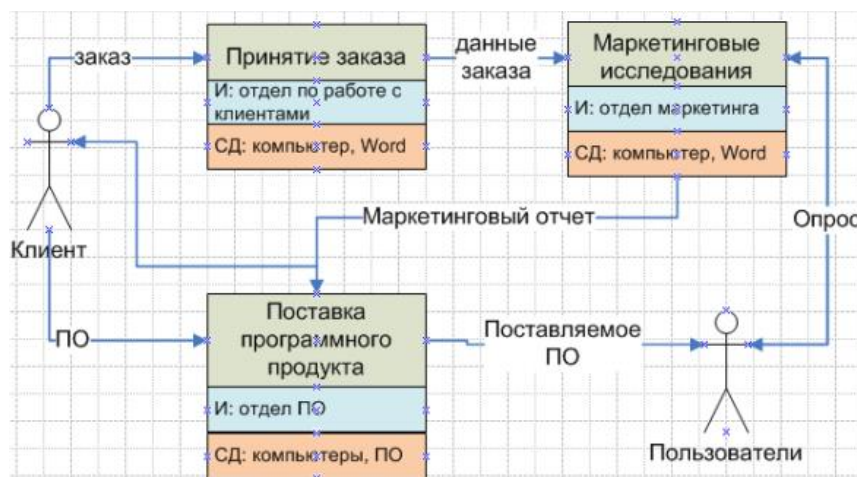 заказ
Принятие заказа
И: отдел по работе с
клиентами
СД: компьютер, Word
данные
заказа
Маркетинговые
исследования
И: отдел маркетинга
СД: компьютер, Word
Маркетинговый отчет
Опрос
Клиент
ПО
Поставка
программного
продукта
И: отдел ПО
СД: компьютеры, ПО
Поставляемое
ПО
Пользователи